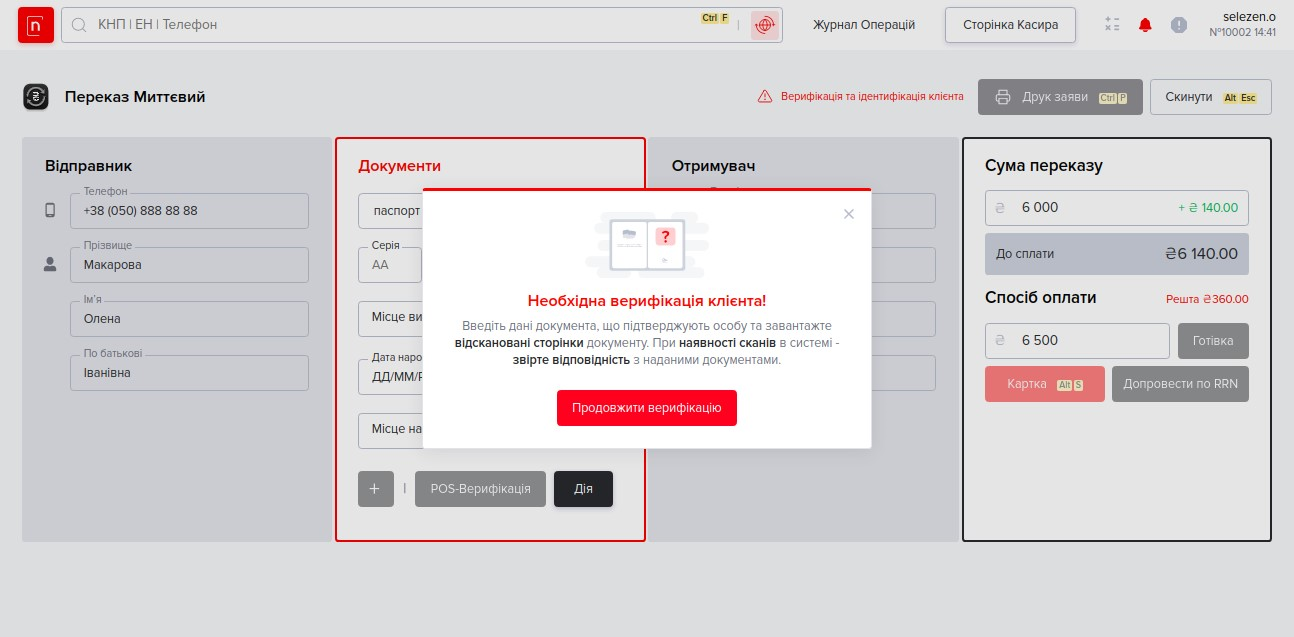 n
КНП | ЕН | Телефон
Ctrl F
Журнал Операцій
Сторінка Касира
selezen.o
№10002 14:41
Переказ Миттєвий
Верифікація та ідентифікація клієнта
Друк заяви Ctrl P
Скинути Alt Esc
Відправник
Телефон
+38 (050) 888 88 88
Прізвище
Макарова
Ім'я
Олена
По батькові
Іванівна
Документи
паспорт
Серія
АА
Місце ви
Дата наро
ДД/ММ/Р
Місце на
+ | POS-Верифікація
Дія
Отримувач
?
Необхідна верифікація клієнта!
Введіть дані документа, що підтверджують особу та завантажте
відскановані сторінки документу. При наявності сканів в системі -
звірте відповідність з наданими документами.
Продовжити верифікацію
Сума переказу
₴ 6 000 + ₴ 140.00
До сплати ₴6 140.00
Спосіб оплати Решта ₴360.00
₴ 6 500 Готівка
Картка Alt S Допровести по RRN